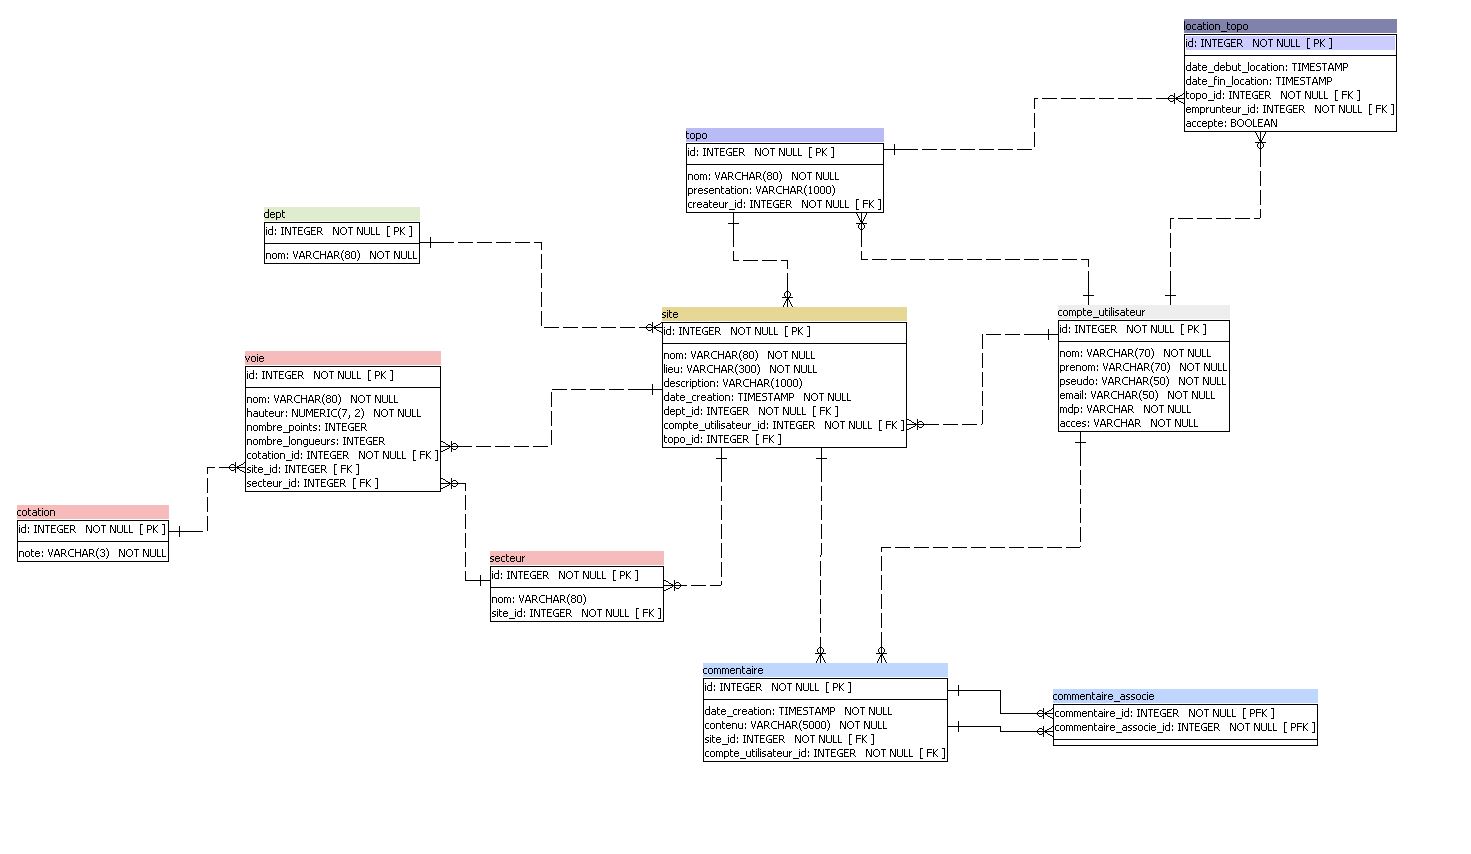 location_topo
id: INTEGER NOT NULL [ PK ]
date_debut_location: TIMESTAMP
date_fin_location: TIMESTAMP
topo_id: INTEGER NOT NULL [ FK ]
emprunteur_id: INTEGER NOT NULL [ FK ]
accepte: BOOLEAN
topo
id: INTEGER NOT NULL [ PK ]
nom: VARCHAR(80) NOT NULL
presentation: VARCHAR(1000)
createur_id: INTEGER NOT NULL [ FK ]
dept
id: INTEGER NOT NULL [ PK ]
nom: VARCHAR(80) NOT NULL
site
id: INTEGER NOT NULL [ PK ]
nom: VARCHAR(80) NOT NULL
lieu: VARCHAR(300) NOT NULL
description: VARCHAR(1000)
date_creation: TIMESTAMP NOT NULL
dept_id: INTEGER NOT NULL [ FK ]
compte_utilisateur_id: INTEGER NOT NULL [ FK ]
topo_id: INTEGER [ FK ]
compte_utilisateur
id: INTEGER NOT NULL [ PK ]
nom: VARCHAR(70) NOT NULL
prenom: VARCHAR(70) NOT NULL
pseudo: VARCHAR(50) NOT NULL
email: VARCHAR(50) NOT NULL
mdp: VARCHAR NOT NULL
acces: VARCHAR NOT NULL
voie
id: INTEGER NOT NULL [ PK ]
nom: VARCHAR(80) NOT NULL
hauteur: NUMERIC(7, 2) NOT NULL
nombre_points: INTEGER
nombre_longueurs: INTEGER
cotation_id: INTEGER NOT NULL [ FK ]
site_id: INTEGER [ FK ]
secteur_id: INTEGER [ FK ]
cotation
id: INTEGER NOT NULL [ PK ]
note: VARCHAR(3) NOT NULL
secteur
id: INTEGER NOT NULL [ PK ]
nom: VARCHAR(80)
site_id: INTEGER NOT NULL [ FK ]
commentaire
id: INTEGER NOT NULL [ PK ]
date_creation: TIMESTAMP NOT NULL
contenu: VARCHAR(5000) NOT NULL
site_id: INTEGER NOT NULL [ FK ]
compte_utilisateur_id: INTEGER NOT NULL [ FK ]
commentaire_associe
commentaire_id: INTEGER NOT NULL [ PFK ]
commentaire_associe_id: INTEGER NOT NULL [ PFK ]